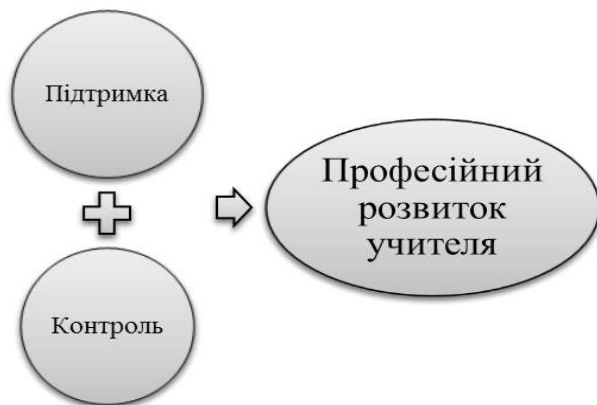 Підтримка
Контроль
Професійний
розвиток
учителя